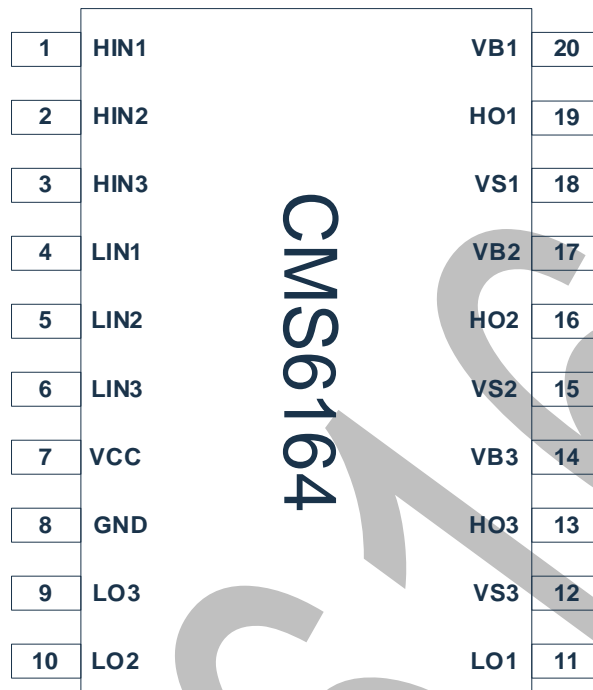 1 HIN1 VB1 20
2 HIN2 HO1 19
3 HIN3 VS1 18
4 LIN1 VB2 17
5 LIN2 HO2 16
6 LIN3 VS2 15
7 VCC VB3 14
8 GND HO3 13
9 LO3 VS3 12
10 LO2 LO1 11
CMS6164